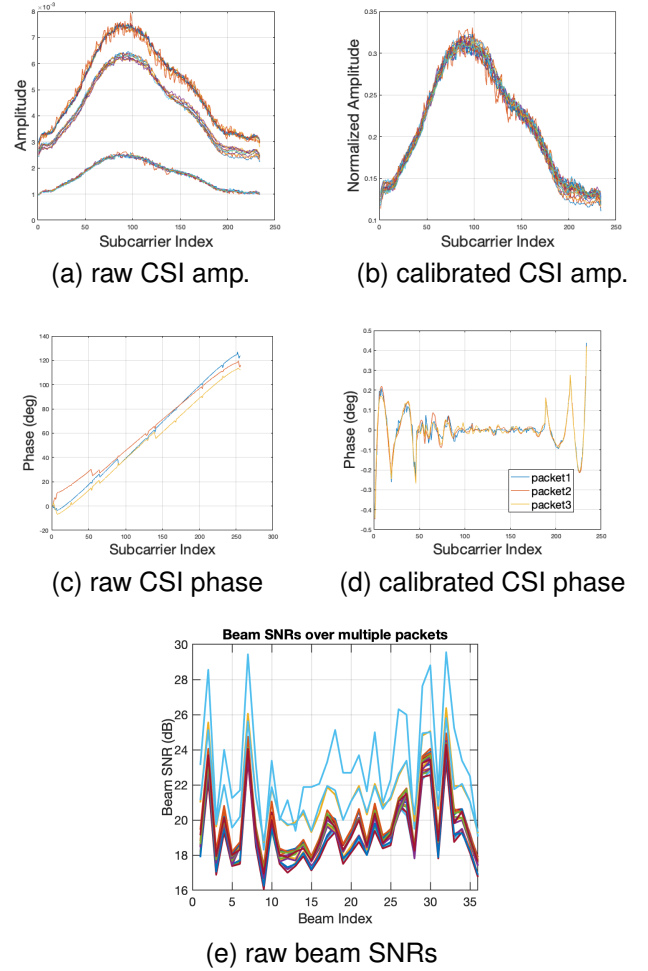 8 ×10⁻³
7
6
5
4
3
2
1
0
0 50 100 150 200 250
Amplitude
Subcarrier Index
(a) raw CSI amp.
0.35
0.3
0.25
0.2
0.15
0.1
0 50 100 150 200 250
Normalized Amplitude
Subcarrier Index
(b) calibrated CSI amp.
140
120
100
80
60
40
20
0
-20
0 50 100 150 200 250 300
Phase (deg)
Subcarrier Index
(c) raw CSI phase
0.5
0.4
0.3
0.2
0.1
0
-0.1
-0.2
-0.3
-0.4
-0.5
0 50 100 150 200 250
Phase (deg)
packet1
packet2
packet3
Subcarrier Index
(d) calibrated CSI phase
Beam SNRs over multiple packets
30
28
26
24
22
20
18
16
0 5 10 15 20 25 30 35
Beam SNR (dB)
Beam Index
(e) raw beam SNRs